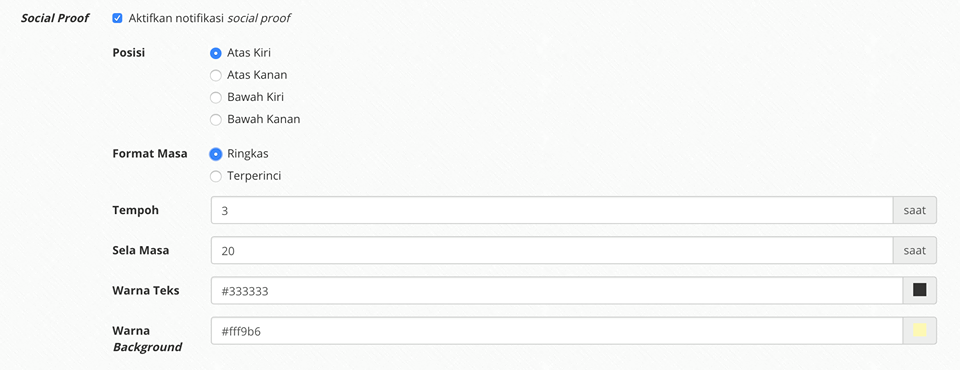 Social Proof Aktifkan notifikasi social proof
Posisi Atas Kiri
Atas Kanan
Bawah Kiri
Bawah Kanan
Format Masa Ringkas
Terperinci
Tempoh 3 saat
Sela Masa 20 saat
Warna Teks #333333
Warna #fff9b6
Background